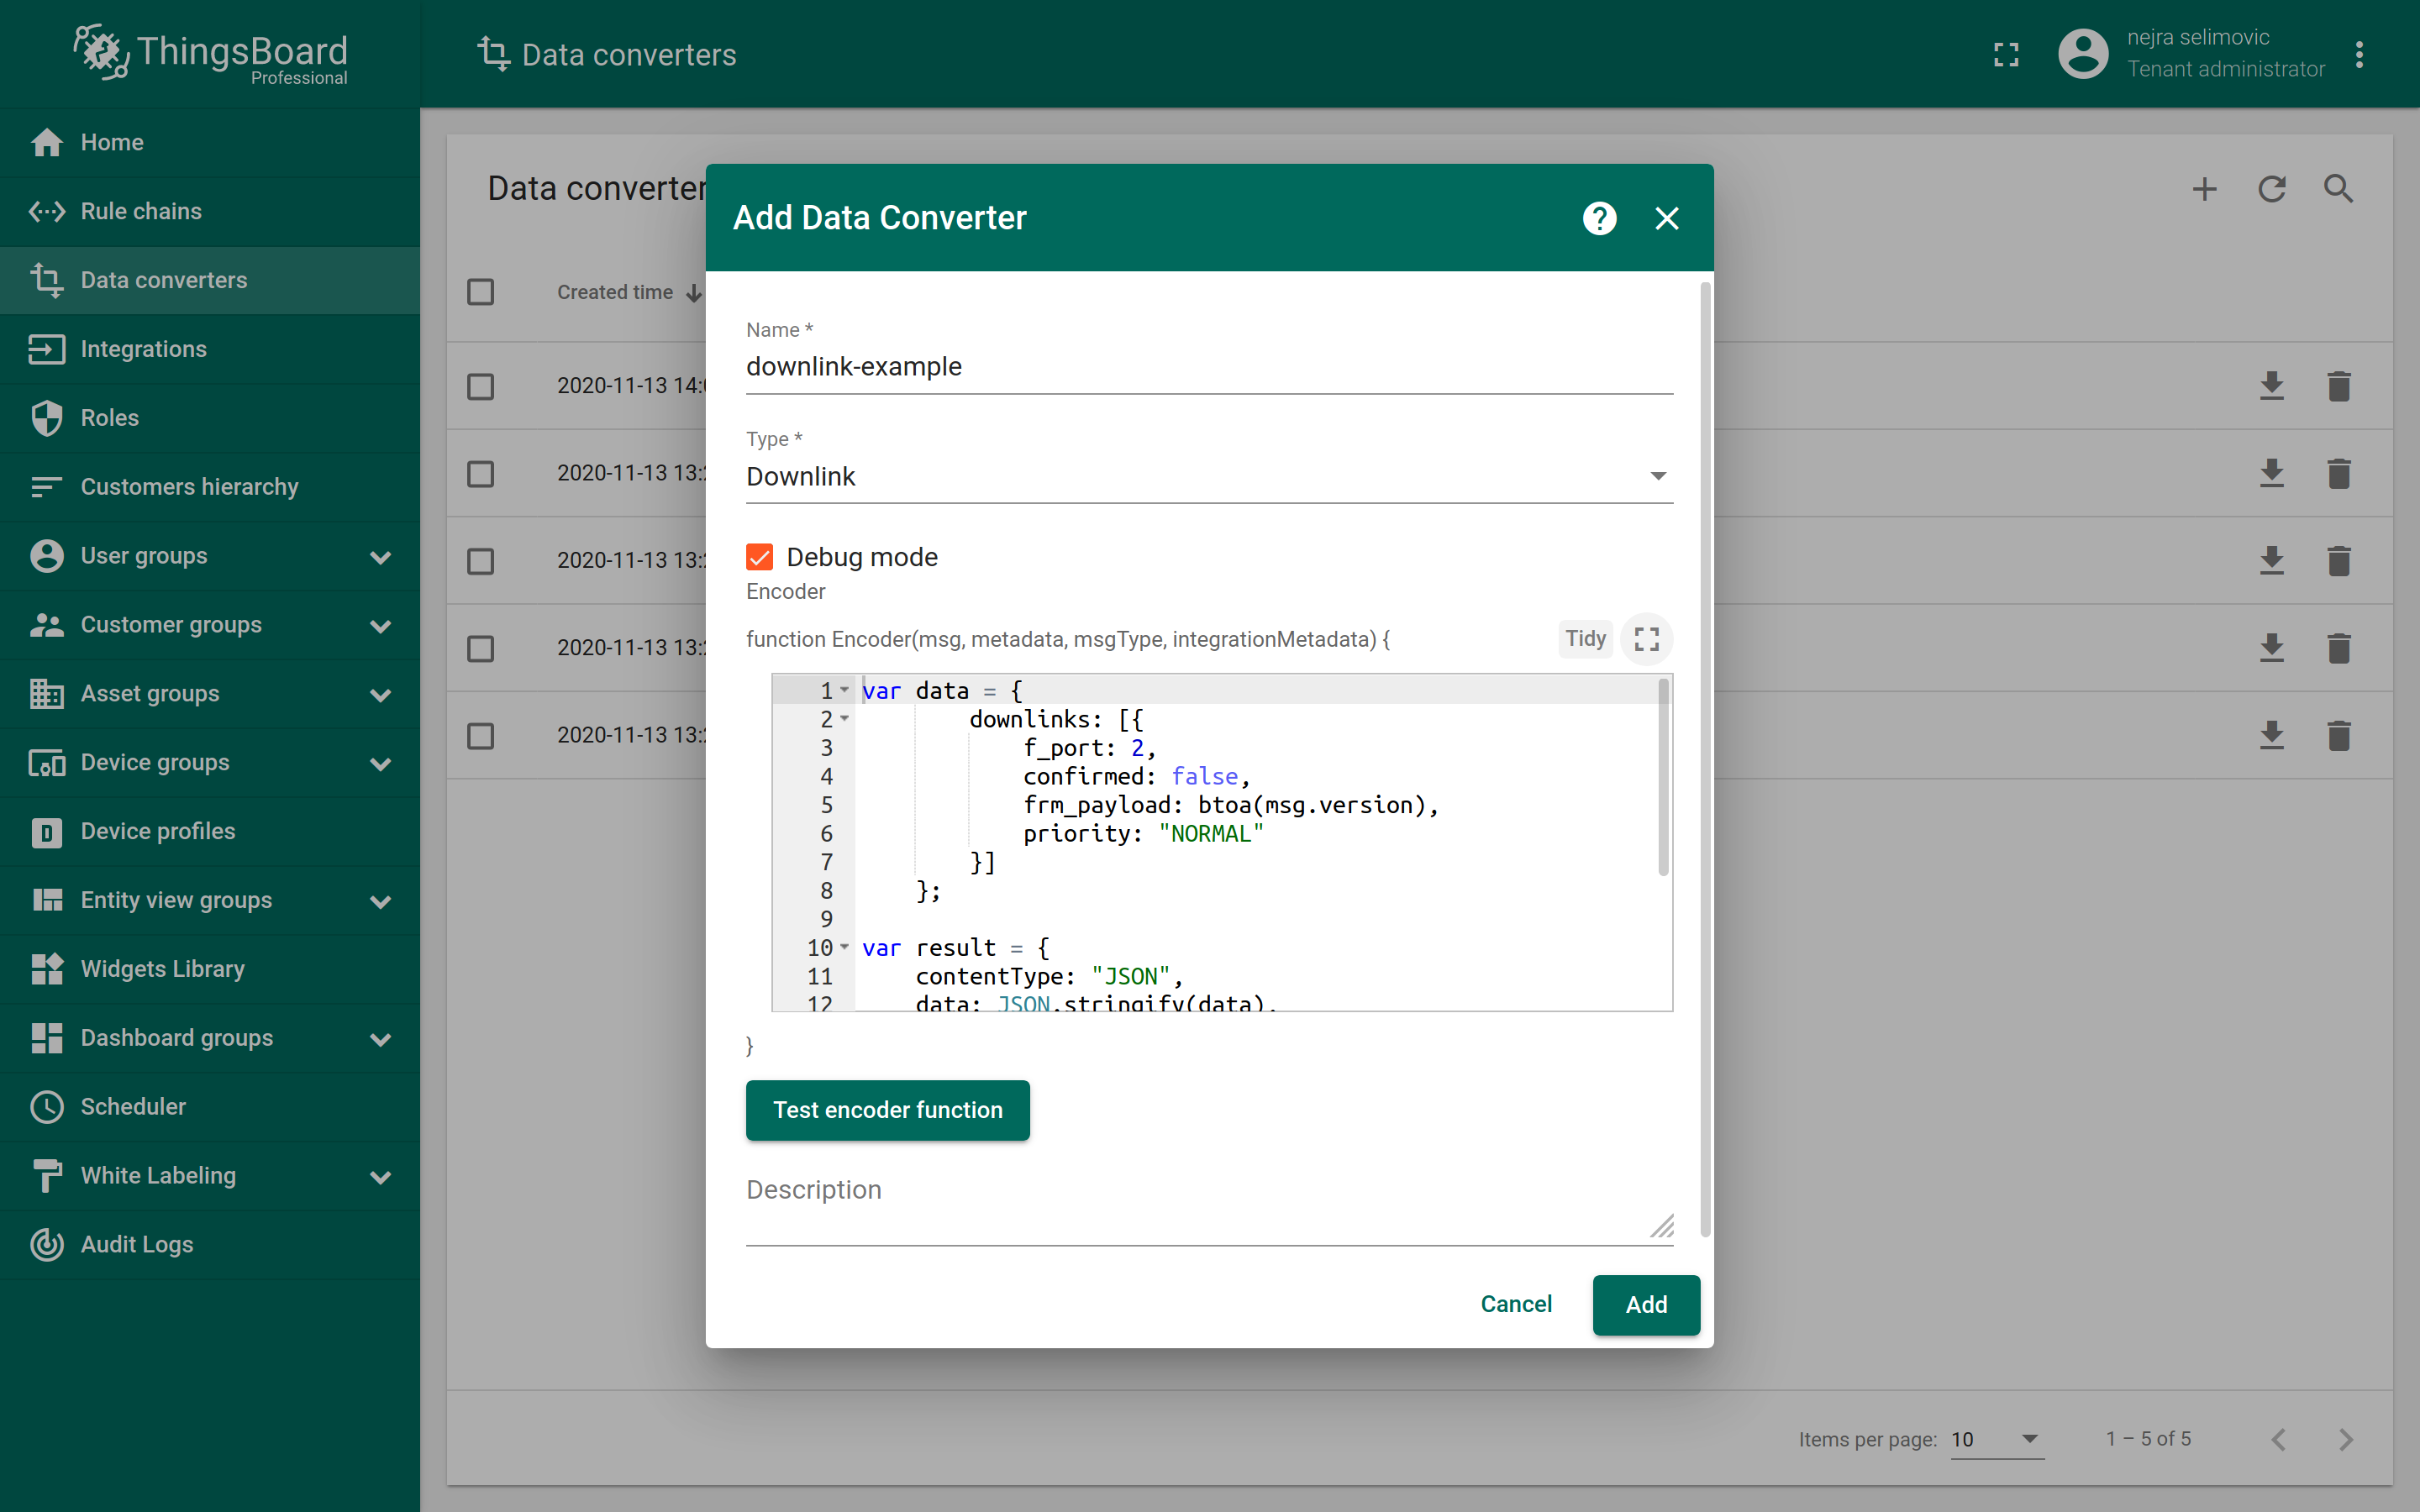 ThingsBoard
Professional
Data converters
nejra selimovic
Tenant administrator
Home
Rule chains
Data converters
Integrations
Roles
Customers hierarchy
User groups
Customer groups
Asset groups
Device groups
Device profiles
Entity view groups
Widgets Library
Dashboard groups
Scheduler
White Labeling
Audit Logs
Data converter
Created time
2020-11-13 14:
2020-11-13 13:
2020-11-13 13:
2020-11-13 13:
2020-11-13 13:
Add Data Converter
Name *
downlink-example
Type *
Downlink
Debug mode
Encoder
function Encoder(msg, metadata, msgType, integrationMetadata) {
Tidy
1 var data = {
2 downlinks: [{
3 f_port: 2,
4 confirmed: false,
5 frm_payload: btoa(msg.version),
6 priority: "NORMAL"
7 }]
8 };
9
10 var result = {
11 contentType: "JSON",
12 data: JSON.stringify(data),
}
Test encoder function
Description
Cancel
Add
Items per page: 10
1 – 5 of 5